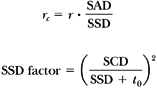 r_c = r · SAD/SSD
SSD factor = (SCD/(SSD + t_0))^2